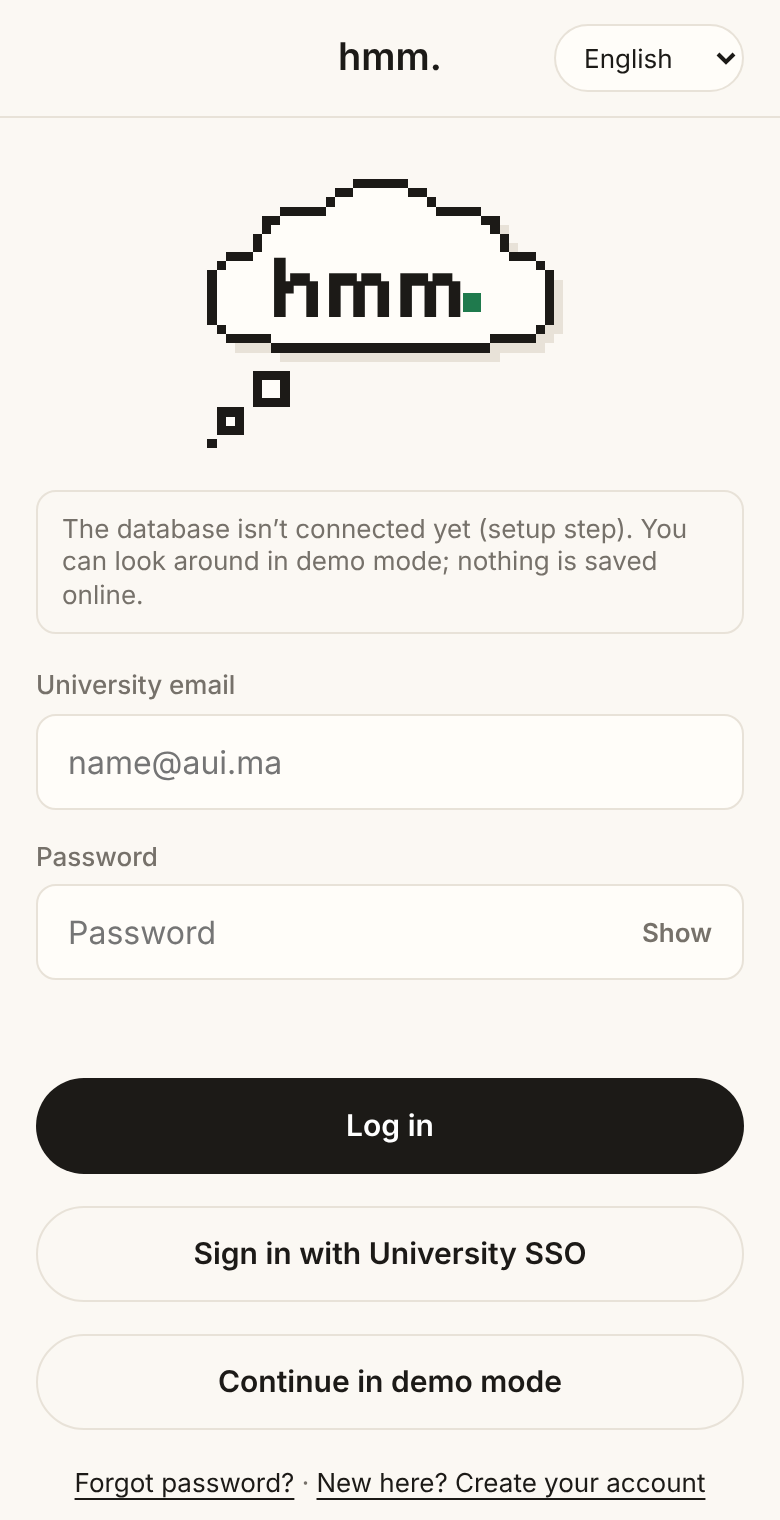 hmm.
English
hmm.
The database isn’t connected yet (setup step). You
can look around in demo mode; nothing is saved
online.
University email
name@aui.ma
Password
Password
Show
Log in
Sign in with University SSO
Continue in demo mode
Forgot password? · New here? Create your account